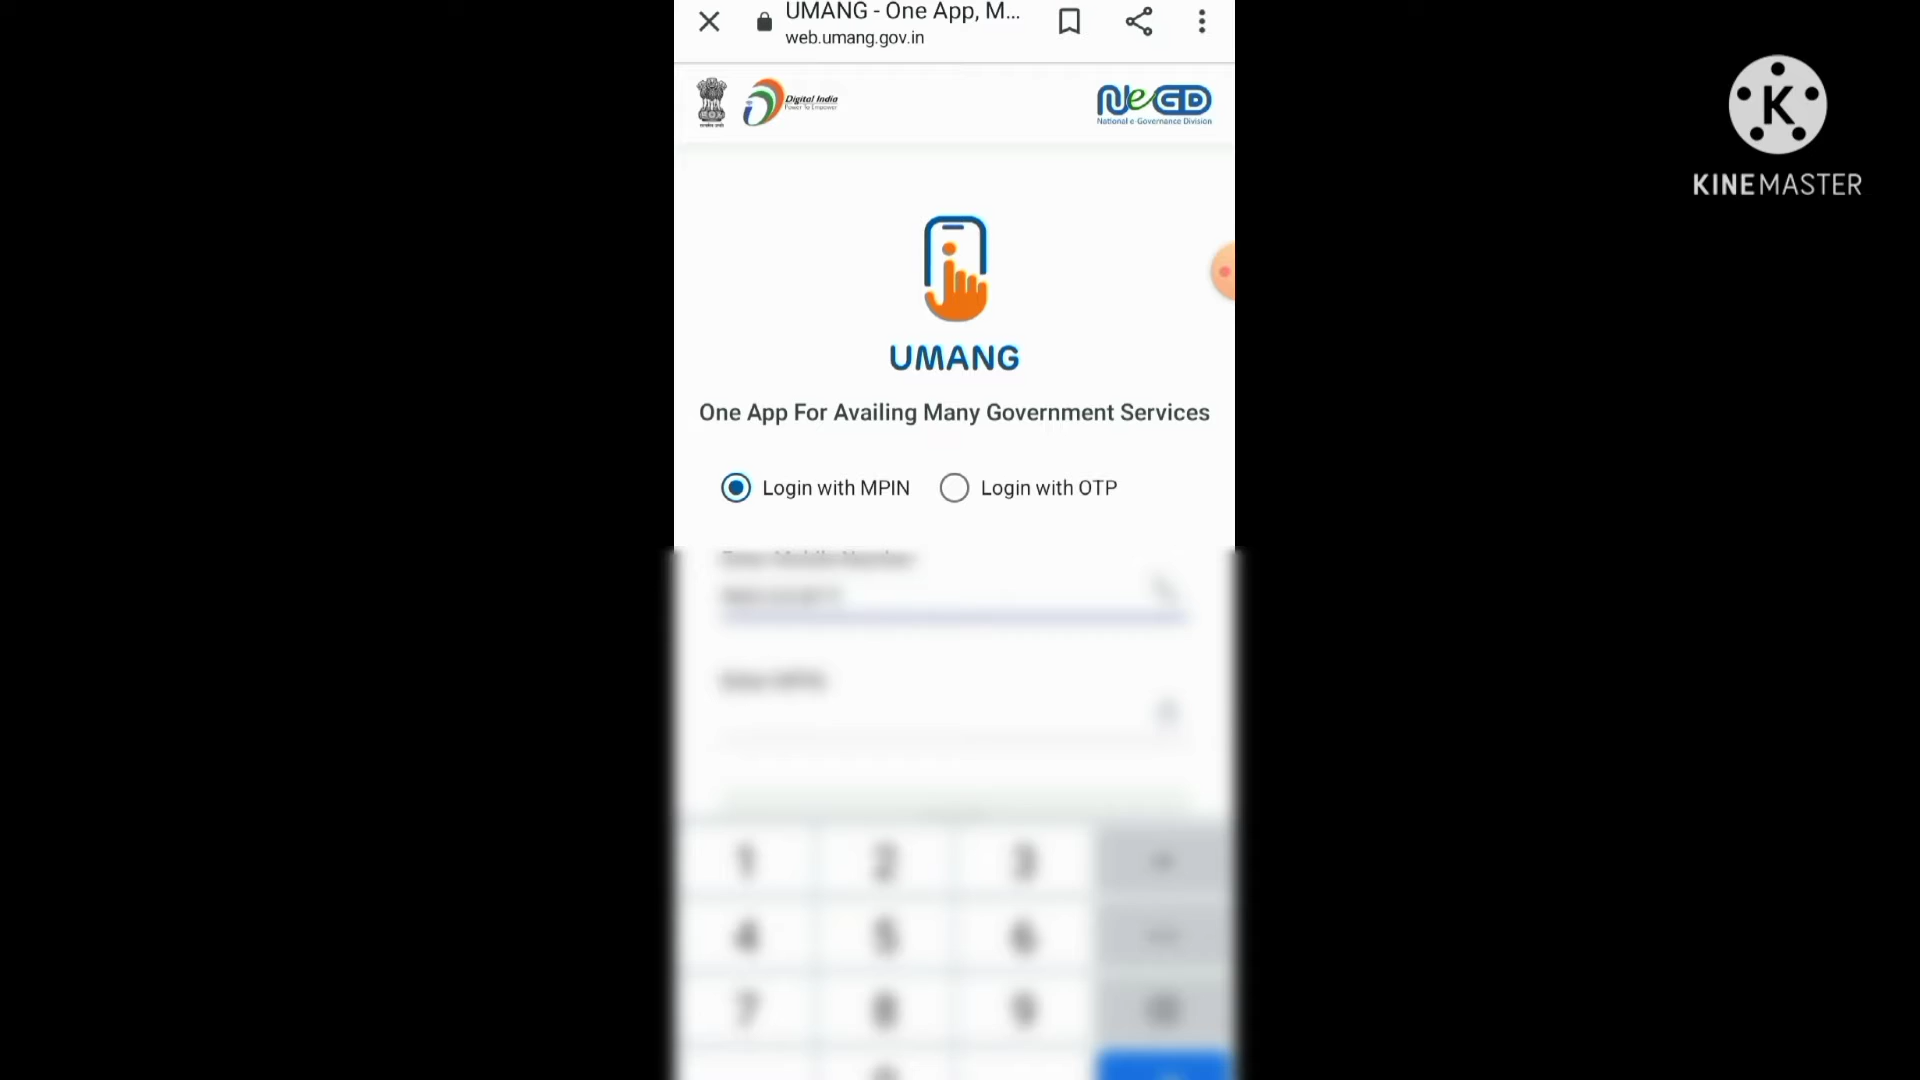 UMANG - One App, M...
web.umang.gov.in
Digital India
Power To Empower
NeGD
National e-Governance Division
K
KINEMASTER
UMANG
One App For Availing Many Government Services
Login with MPIN
Login with OTP
1 2 3
4 5 6
7 8 9